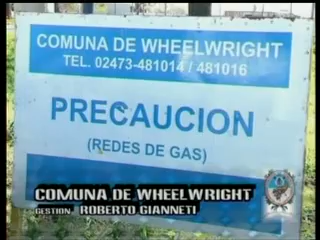 COMUNA DE WHEELWRIGHT
TEL. 02473-481014 / 481016
PRECAUCION
(REDES DE GAS)
COMUNA DE WHEELWRIGHT
GESTION. ROBERTO GIANNETI